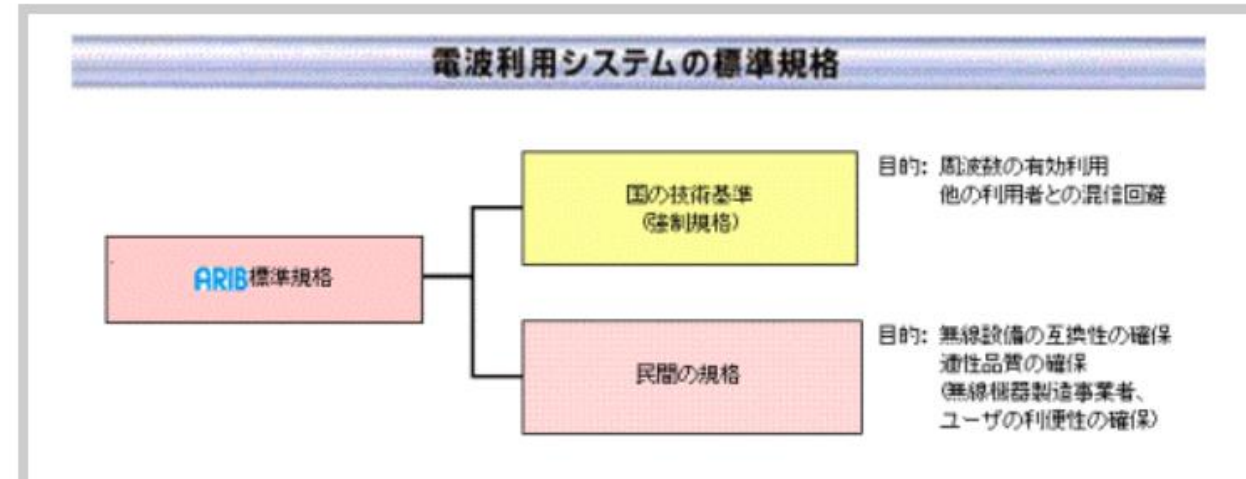 電波利用システムの標準規格
国の技術基準
(強制規格)
目的: 周波数の有効利用
他の利用者との混信回避
ARIB標準規格
民間の規格
目的: 無線設備の互換性の確保
適性品質の確保
(無線機器製造事業者、
ユーザの利便性の確保)